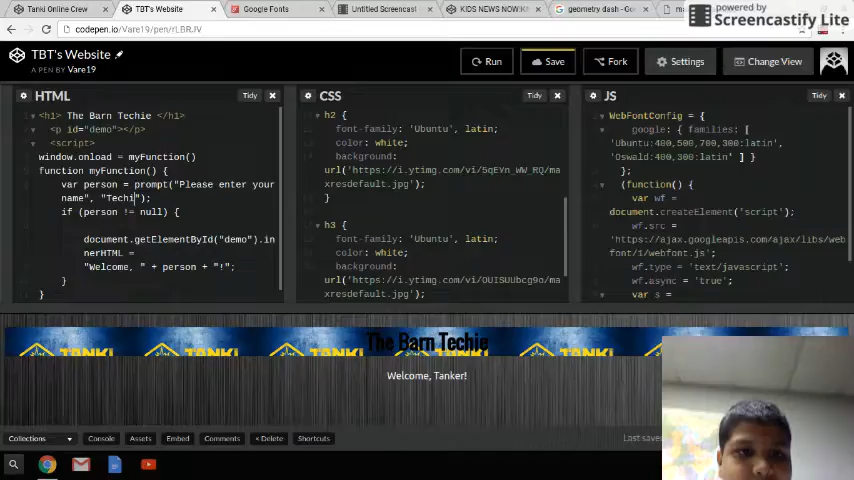 Tanki Online Crew
TBT's Website
Google Fonts
Untitled Screencast
KIDS NEWS NOW:K
geometry dash - Go
powered by
Screencastify Lite
codepen.io/Vare19/pen/rLBRJV
TBT's Website
A PEN BY Vare19
Run
Save
Fork
Settings
Change View
HTML
Tidy
<h1> The Barn Techie </h1>
<p id="demo"></p>
<script>
window.onload = myFunction()
function myFunction() {
var person = prompt("Please enter your
name", "Techi");
if (person != null) {
document.getElementById("demo").in
nerHTML =
"Welcome, " + person + "!";
}
}
CSS
Tidy
h2 {
font-family: 'Ubuntu', latin;
color: white;
background:
url('https://i.ytimg.com/vi/5qEYn_WW_RQ/ma
xresdefault.jpg');
}
h3 {
font-family: 'Ubuntu', latin;
color: white;
background:
url('https://i.ytimg.com/vi/OUISUUbcg9o/ma
xresdefault.jpg');
JS
Tidy
WebFontConfig = {
google: { families: [
'Ubuntu:400,500,700,300:latin',
'Oswald:400,300:latin' ] }
};
(function() {
var wf =
document.createElement('script');
wf.src =
'https://ajax.googleapis.com/ajax/libs/web
font/1/webfont.js';
wf.type = 'text/javascript';
wf.async = 'true';
var s =
The Barn Techie
Welcome, Tanker!
Collections
Console
Assets
Embed
Comments
< Delete
Shortcuts
Last saved